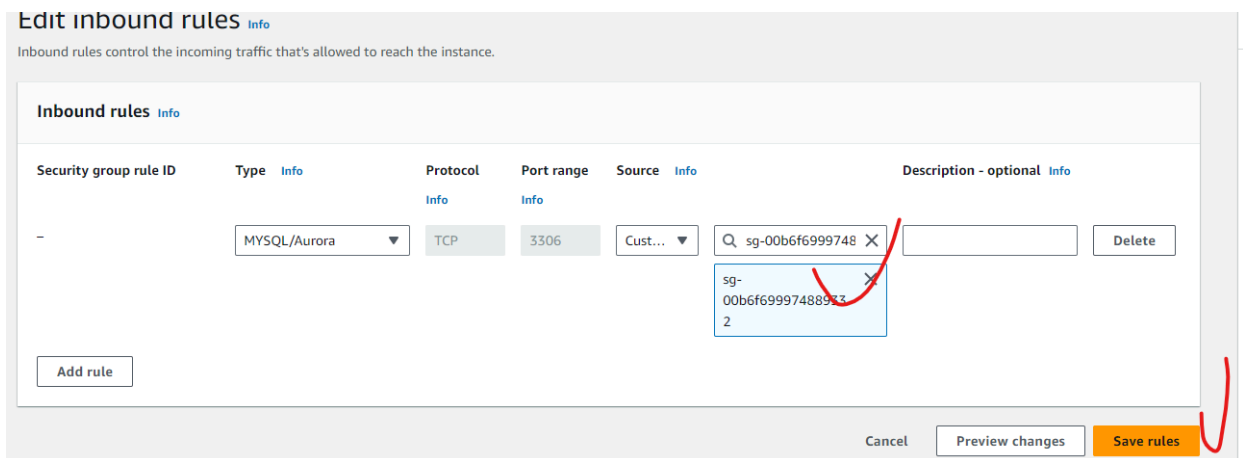 Edit inbound rules Info
Inbound rules control the incoming traffic that's allowed to reach the instance.
Inbound rules Info
Security group rule ID Type Info Protocol Info Port range Info Source Info Description - optional Info
– MYSQL/Aurora TCP 3306 Cust... sg-00b6f6999748 Delete
sg-
00b6f69997488933
2
Add rule
Cancel Preview changes Save rules